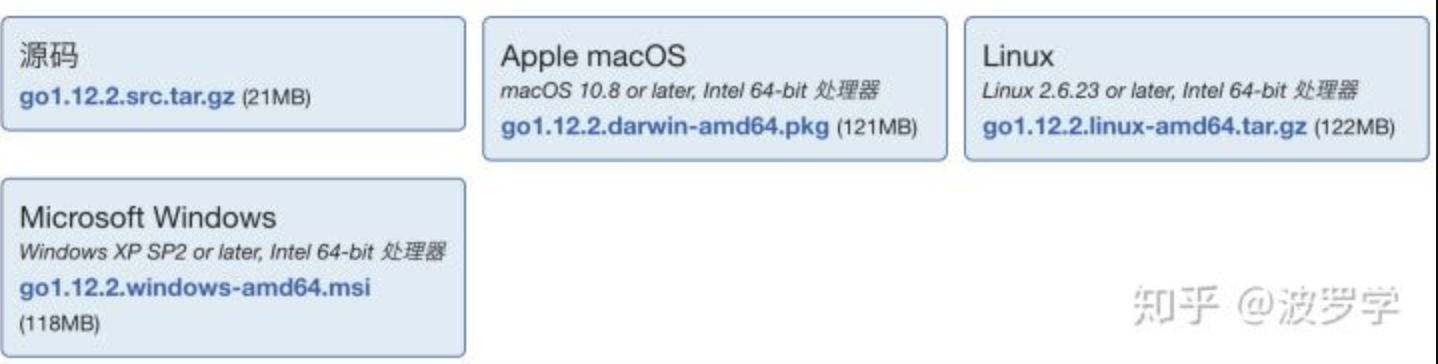 源码
go1.12.2.src.tar.gz (21MB)
Apple macOS
macOS 10.8 or later, Intel 64-bit 处理器
go1.12.2.darwin-amd64.pkg (121MB)
Linux
Linux 2.6.23 or later, Intel 64-bit 处理器
go1.12.2.linux-amd64.tar.gz (122MB)
Microsoft Windows
Windows XP SP2 or later, Intel 64-bit 处理器
go1.12.2.windows-amd64.msi
(118MB)
知乎 @波罗学